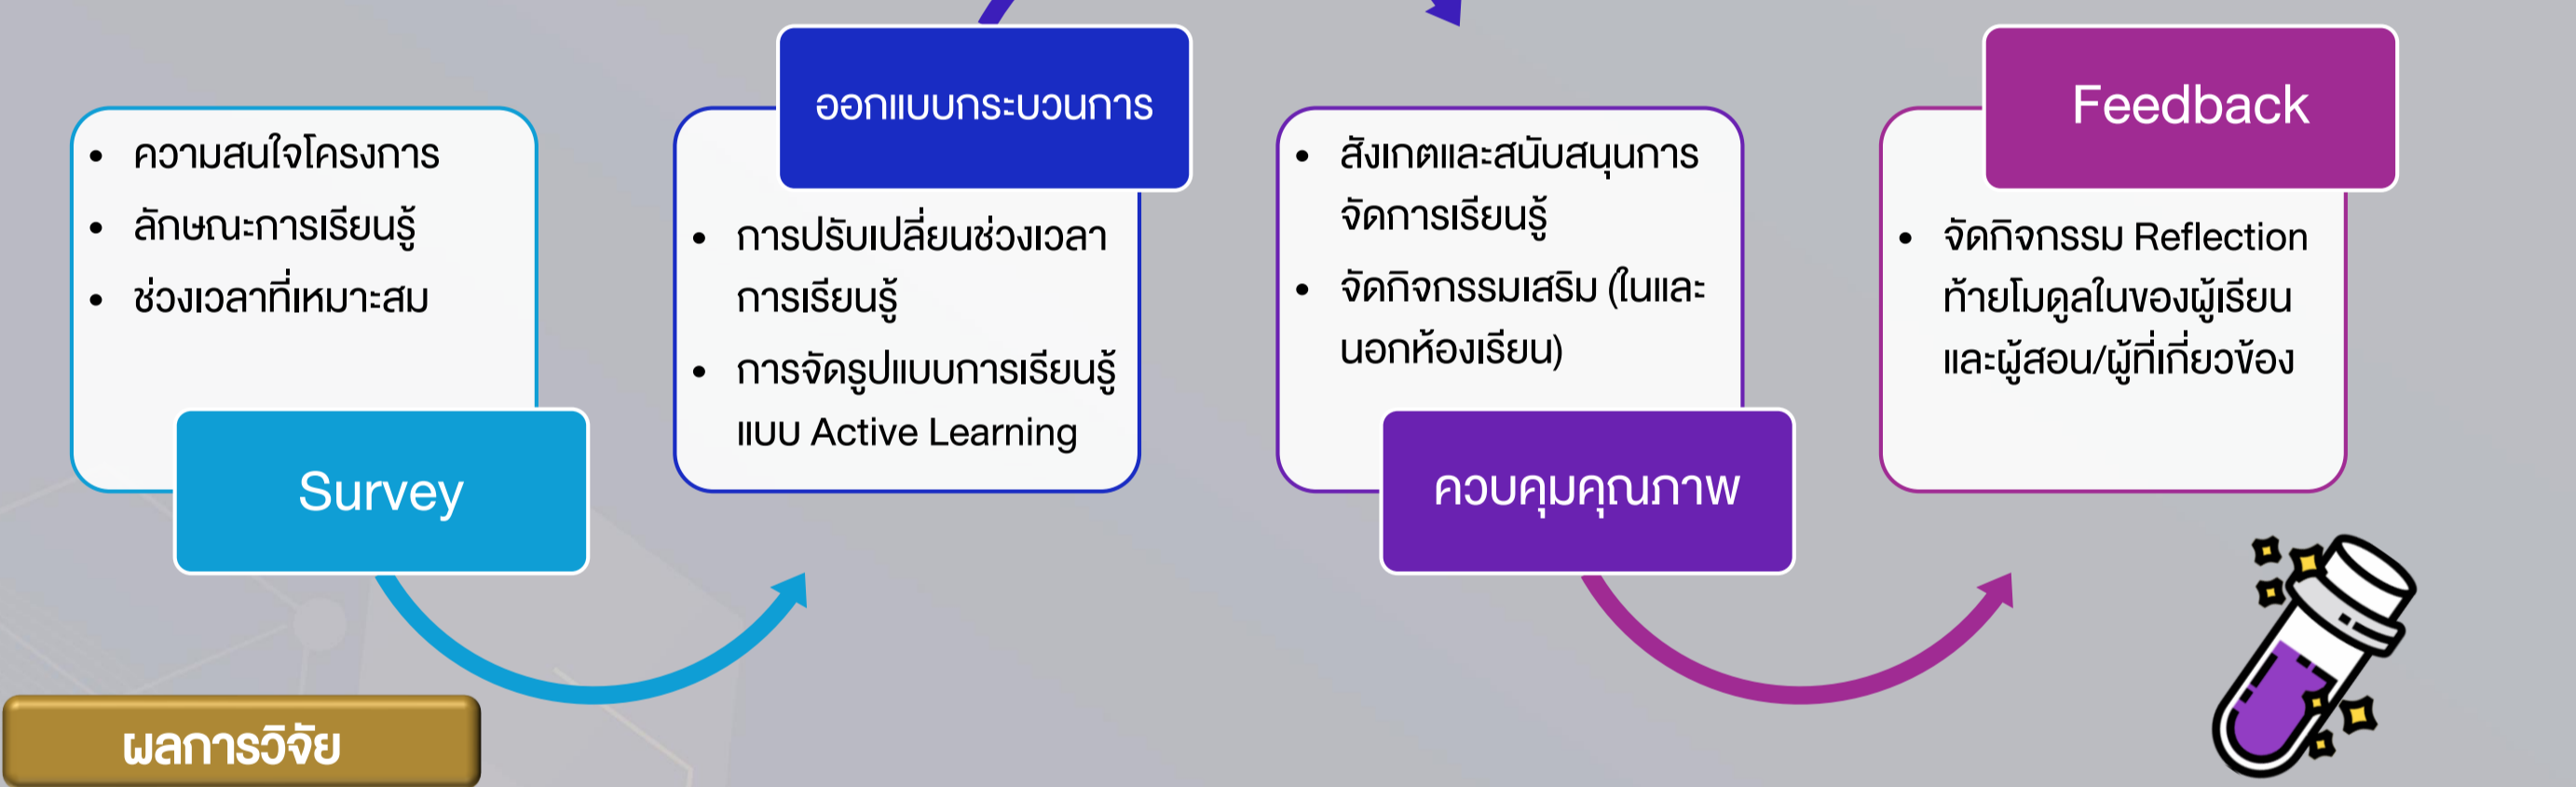 ความสนใจโครงการ
ลักษณะการเรียนรู้
ช่วงเวลาที่เหมาะสม
Survey
ออกแบบกระบวนการ
การปรับเปลี่ยนช่วงเวลา
การเรียนรู้
การจัดรูปแบบการเรียนรู้
แบบ Active Learning
สังเกตและสนับสนุนการ
จัดการเรียนรู้
จัดกิจกรรมเสริม (ในและ
นอกห้องเรียน)
ควบคุมคุณภาพ
Feedback
จัดกิจกรรม Reflection
ท้ายโมดูลในของผู้เรียน
และผู้สอน/ผู้ที่เกี่ยวข้อง
ผลการวิจัย